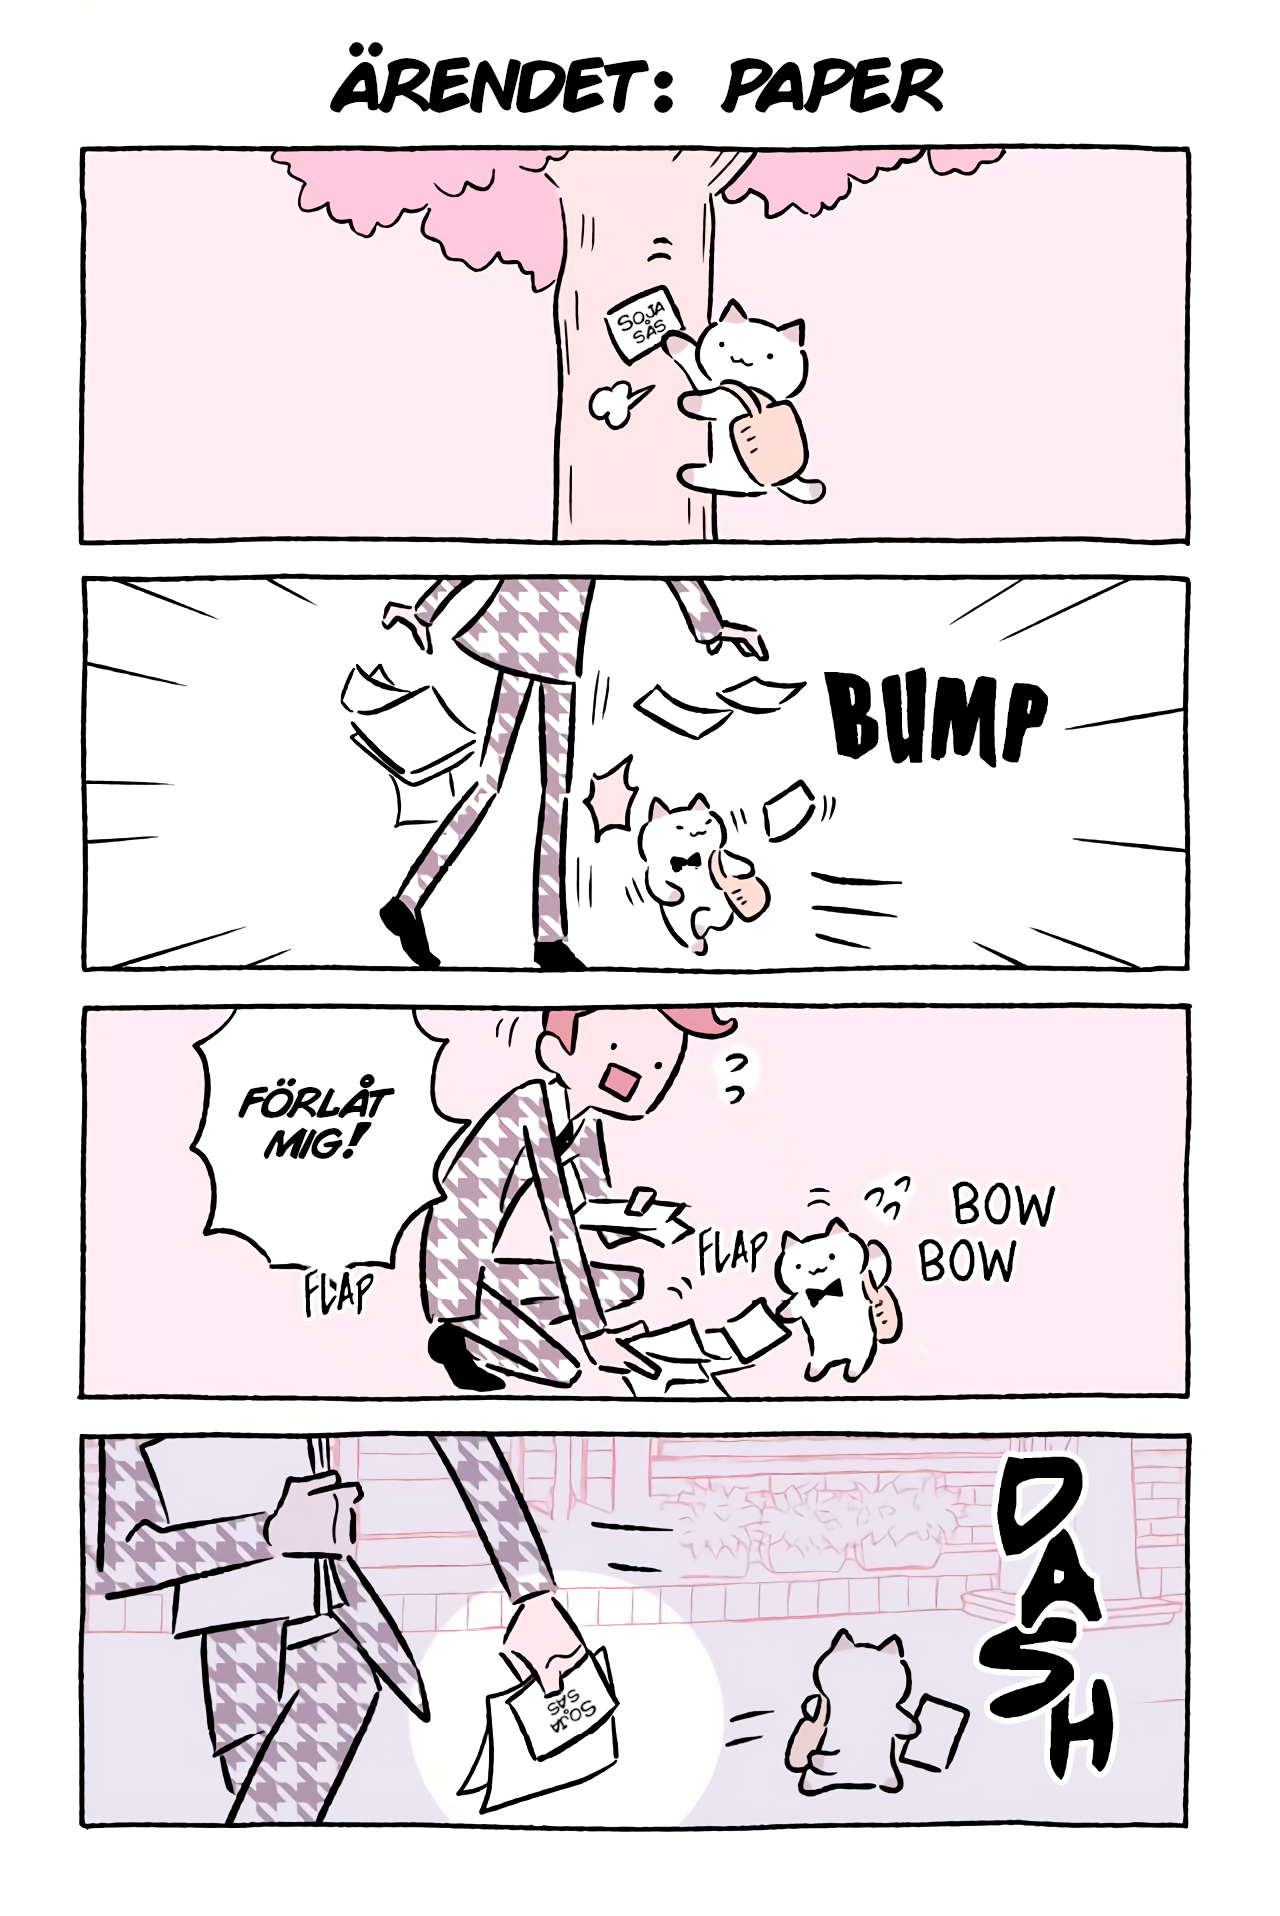 ÄRENDET: PAPER
SOJA
SÅS
BUMP
FÖRLÅT
MIG!
FLAP
FLAP
BOW
BOW
DASH
SOJA
SÅS